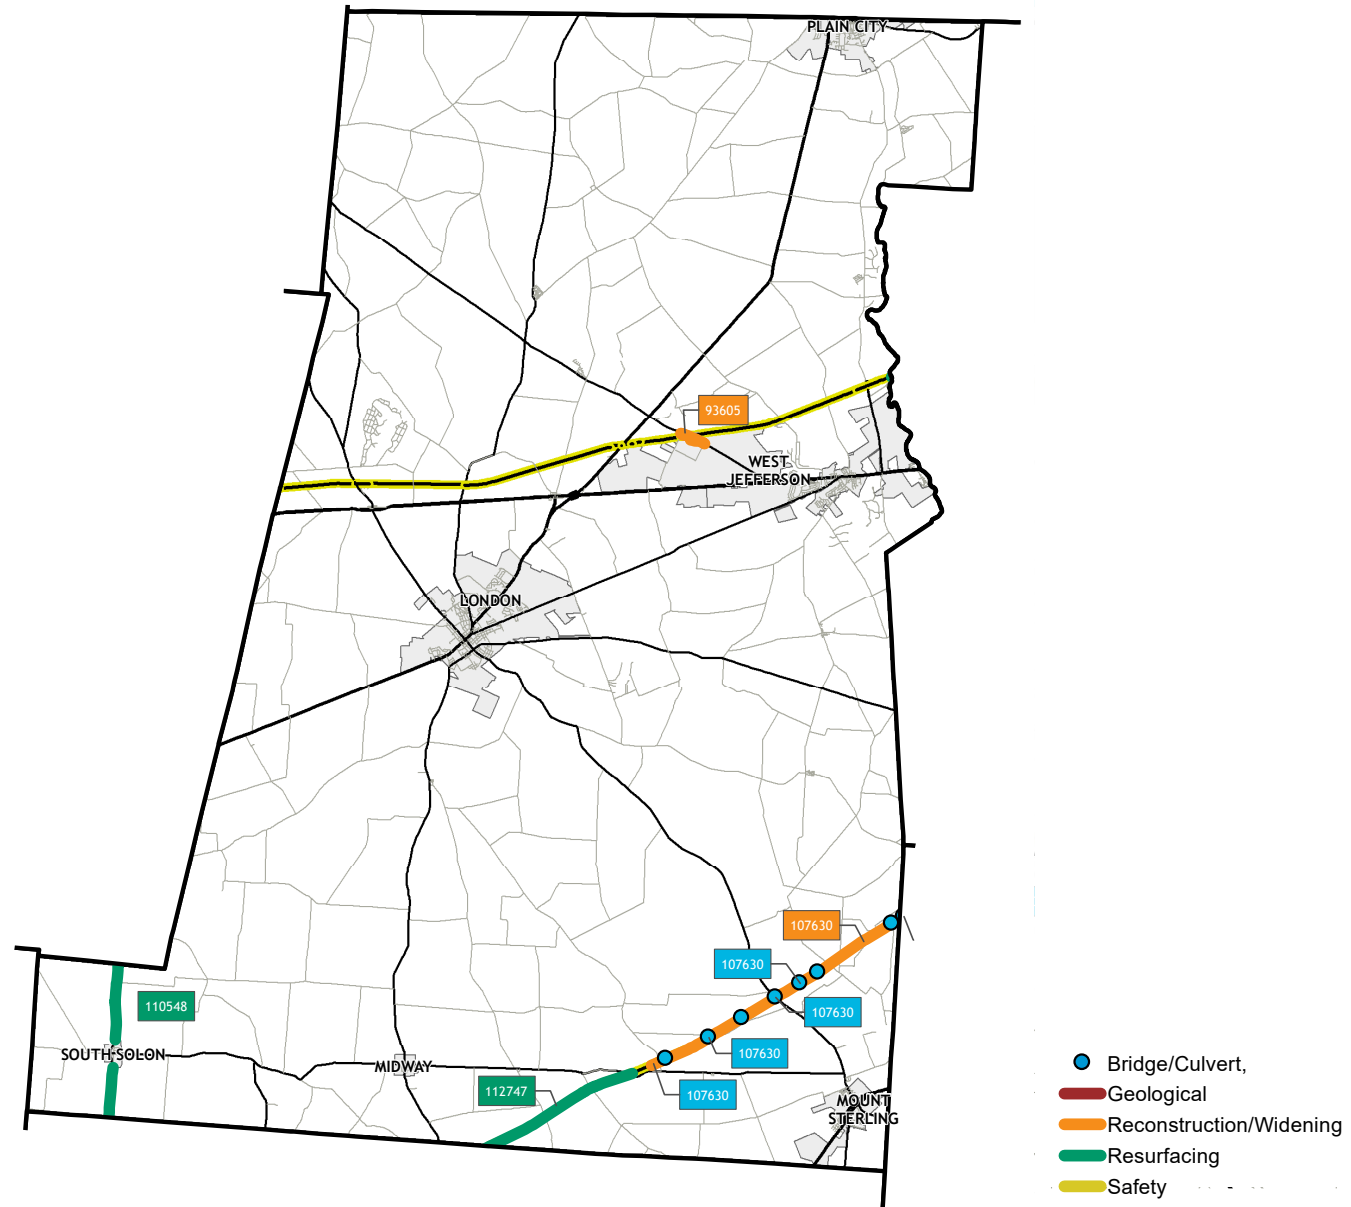 PLAIN CITY
93605
WEST
JEFFERSON
LONDON
107630
107630
110548
107630
SOUTH SOLON
107630
MIDWAY
112747
107630
MOUNT
STERLING
Bridge/Culvert,
Geological
Reconstruction/Widening
Resurfacing
Safety